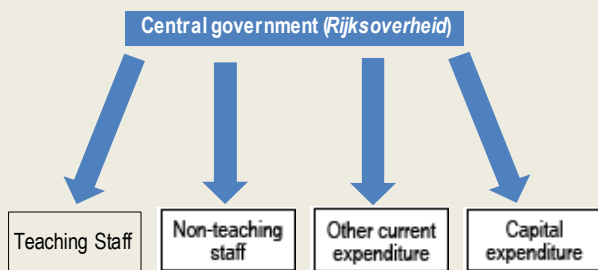 Central government (Rijksoverheid)
Teaching Staff
Non-teaching
staff
Other current
expenditure
Capital
expenditure